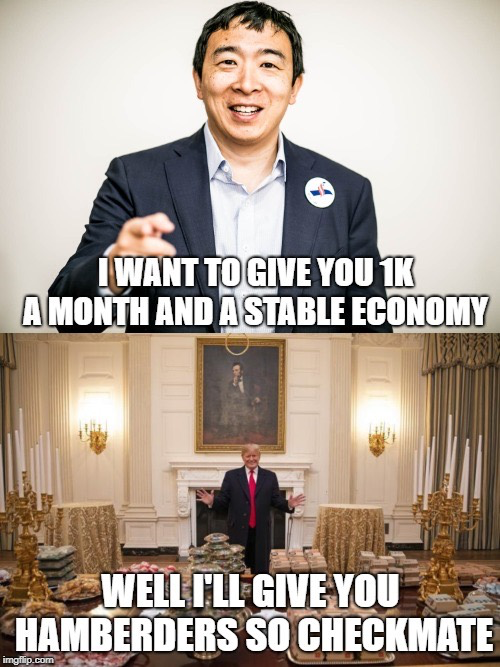 I WANT TO GIVE YOU 1K
A MONTH AND A STABLE ECONOMY
WELL I'LL GIVE YOU
HAMBERDERS SO CHECKMATE
imgflip.com